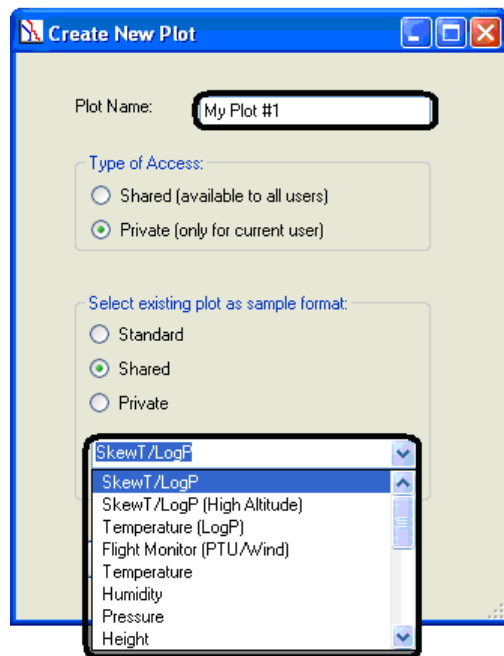 Create New Plot
Plot Name:
My Plot #1
Type of Access:
Shared (available to all users)
Private (only for current user)
Select existing plot as sample format:
Standard
Shared
Private
SkewT/LogP
SkewT/LogP
SkewT/LogP (High Altitude)
Temperature (LogP)
Flight Monitor (PTU/Wind)
Temperature
Humidity
Pressure
Height